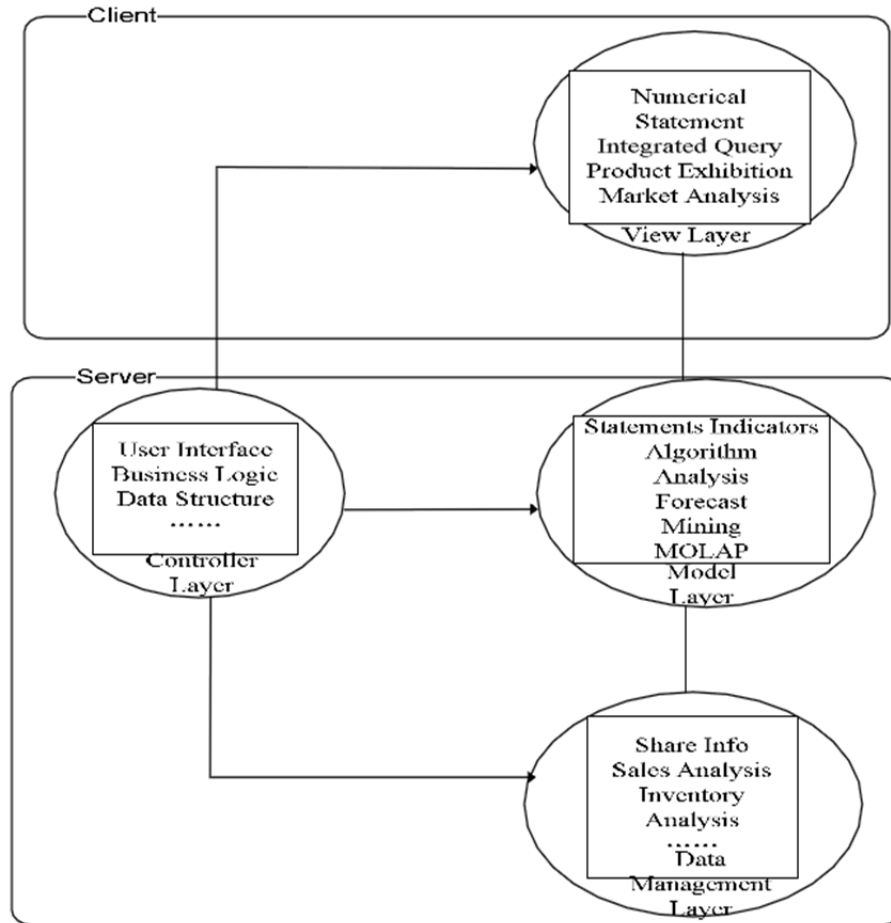 Client
Numerical
Statement
Integrated Query
Product Exhibition
Market Analysis
View Layer
Server
User Interface
Business Logic
Data Structure
……
Controller
Layer
Statements Indicators
Algorithm
Analysis
Forecast
Mining
MOLAP
Model
Layer
Share Info
Sales Analysis
Inventory
Analysis
……
Data
Management
Layer